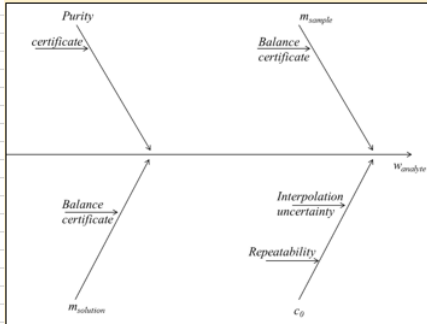 Purity
m_sample
certificate
Balance
certificate
w_analyte
Balance
certificate
Interpolation
uncertainty
Repeatability
m_solution
c_0